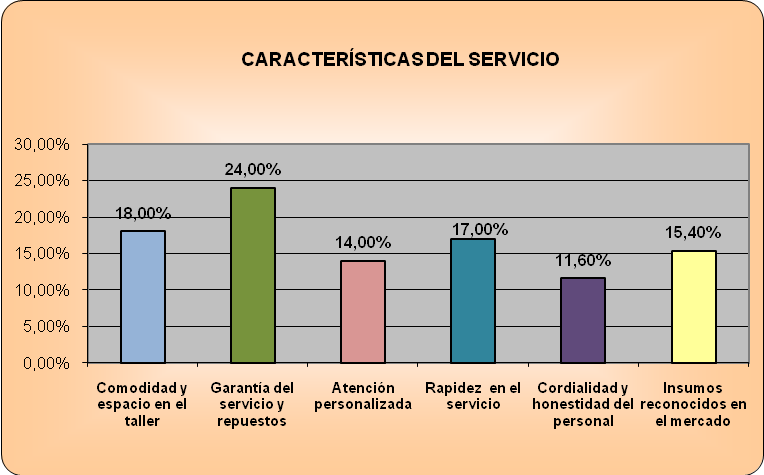 CARACTERÍSTICAS DEL SERVICIO
30,00%
25,00%
20,00%
15,00%
10,00%
5,00%
0,00%
18,00%
24,00%
14,00%
17,00%
11,60%
15,40%
Comodidad y
espacio en el
taller
Garantía del
servicio y
repuestos
Atención
personalizada
Rapidez en el
servicio
Cordialidad y
honestidad del
personal
Insumos
reconocidos en
el mercado